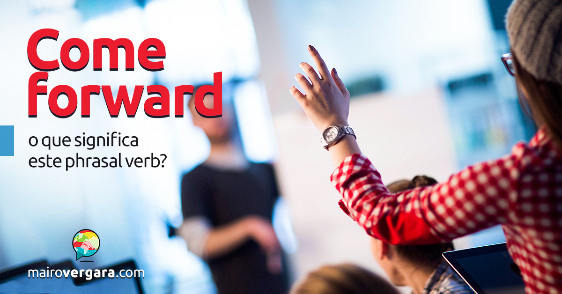 Come
forward
o que significa
este phrasal verb?
mairovergara.com